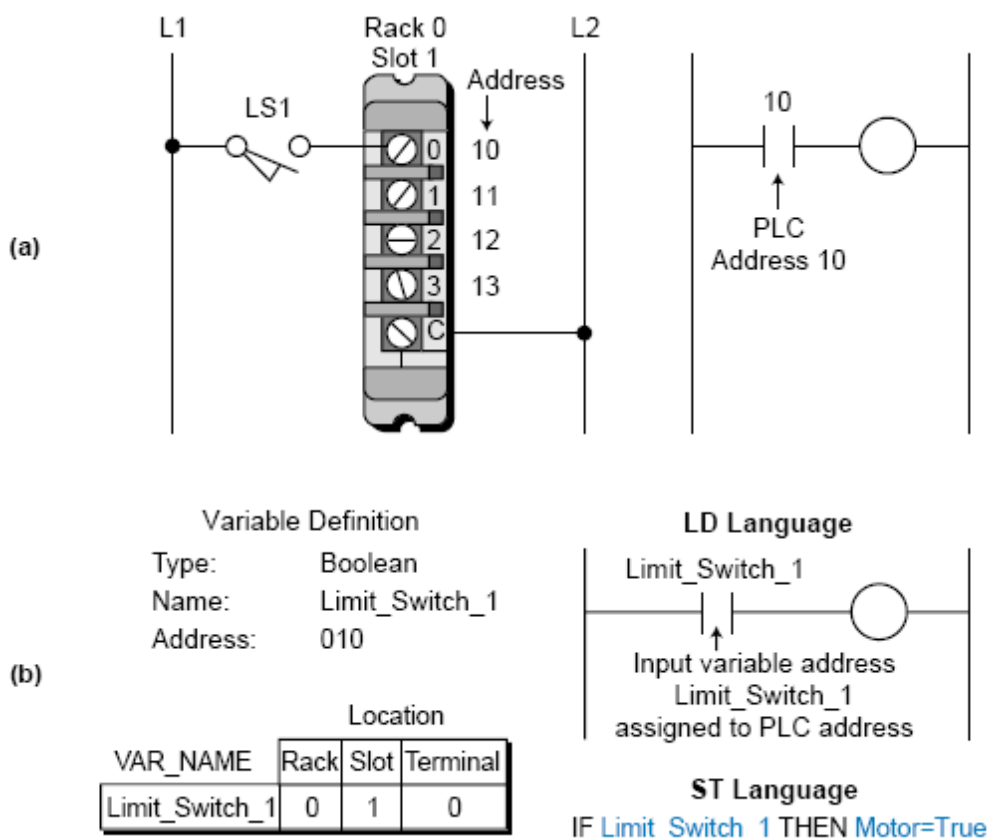 L1
Rack 0
Slot 1
L2
Address
LS1
0 10
1 11
2 12
3 13
C
10
PLC
Address 10
(a)
Variable Definition
Type: Boolean
Name: Limit_Switch_1
Address: 010
(b)
Location
VAR_NAME Rack Slot Terminal
Limit_Switch_1 0 1 0
LD Language
Limit_Switch_1
Input variable address
Limit_Switch_1
assigned to PLC address
ST Language
IF Limit_Switch_1 THEN Motor=True